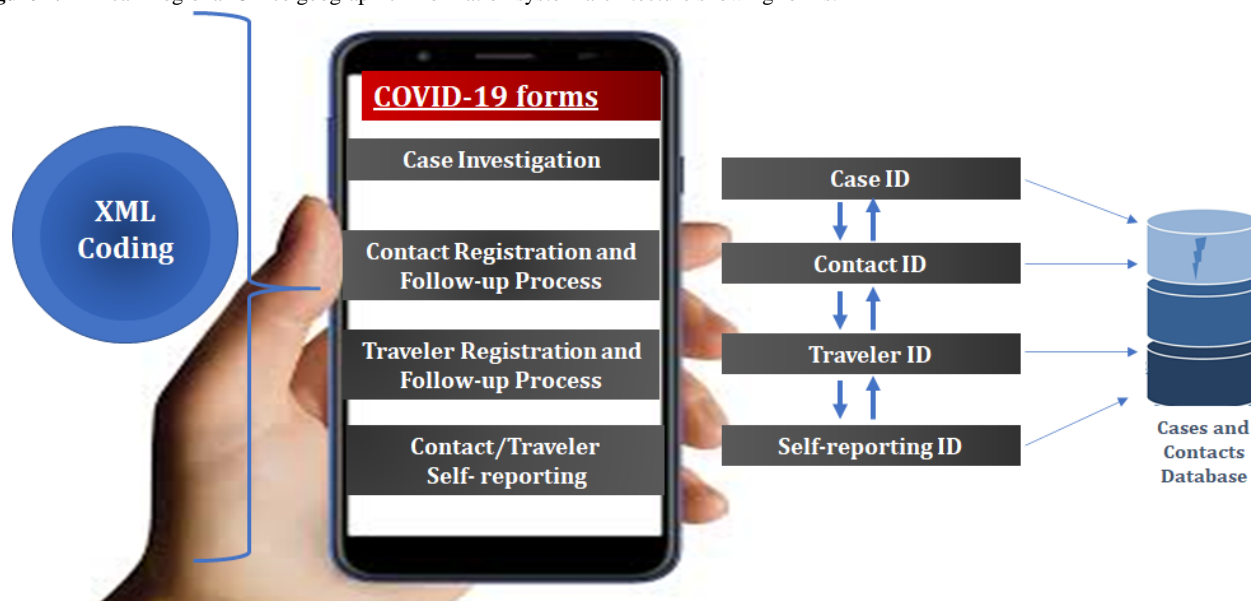 COVID-19 forms
Case Investigation
XML
Coding
Contact Registration and
Follow-up Process
Traveler Registration and
Follow-up Process
Contact/Traveler
Self- reporting
Case ID
Contact ID
Traveler ID
Self-reporting ID
Cases and
Contacts
Database